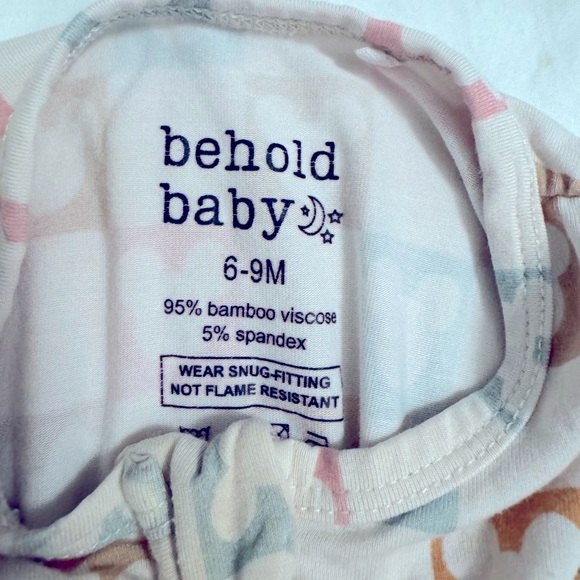 behold
baby
6-9M
95% bamboo viscose
5% spandex
WEAR SNUG-FITTING
NOT FLAME RESISTANT